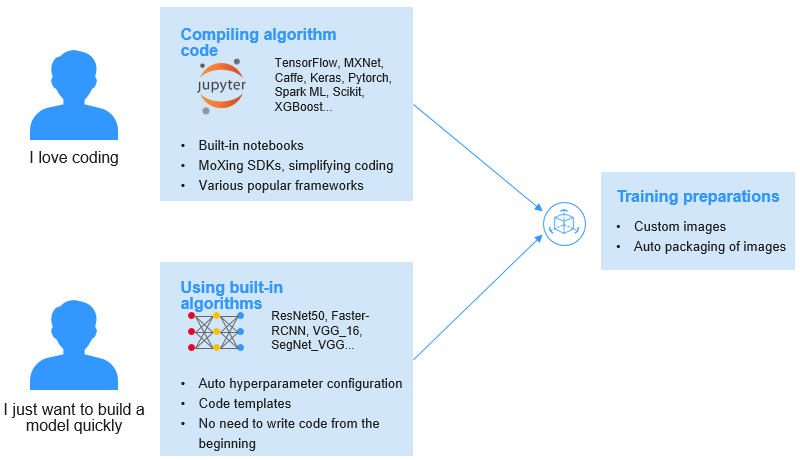 Compiling algorithm
code
jupyter
TensorFlow, MXNet,
Caffe, Keras, Pytorch,
Spark ML, Scikit,
XGBoost...
• Built-in notebooks
• MoXing SDKs, simplifying coding
• Various popular frameworks
I love coding
Training preparations
• Custom images
• Auto packaging of images
Using built-in
algorithms
ResNet50, Faster-
RCNN, VGG_16,
SegNet_VGG...
• Auto hyperparameter configuration
• Code templates
• No need to write code from the
beginning
I just want to build a
model quickly